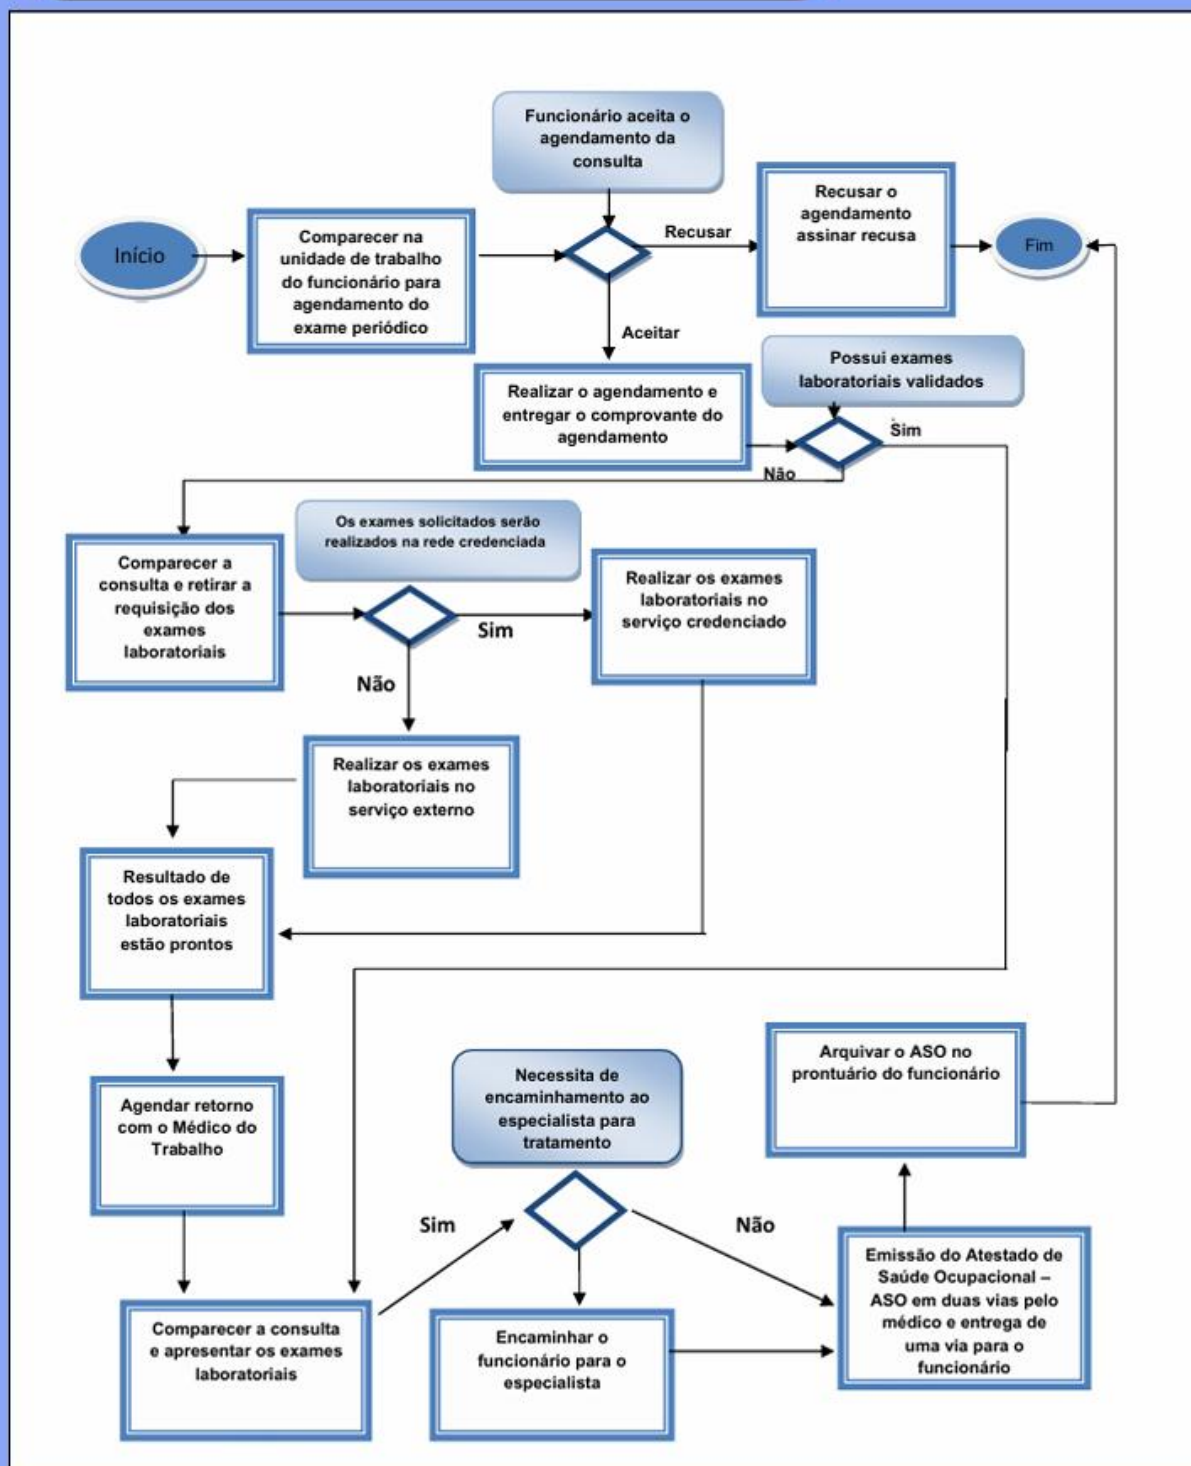 Funcionário aceita o
agendamento da
consulta
Início
Comparecer na
unidade de trabalho
do funcionário para
agendamento do
exame periódico
Recusar
Recusar o
agendamento
assinar recusa
Fim
Aceitar
Realizar o agendamento e
entregar o comprovante do
agendamento
Possui exames
laboratoriais validados
Sim
Não
Comparecer a
consulta e retirar a
requisição dos
exames
laboratoriais
Os exames solicitados serão
realizados na rede credenciada
Sim
Não
Realizar os exames
laboratoriais no
serviço credenciado
Realizar os exames
laboratoriais no
serviço externo
Resultado de
todos os exames
laboratoriais
estão prontos
Agendar retorno
com o Médico do
Trabalho
Comparecer a consulta
e apresentar os exames
laboratoriais
Necessita de
encaminhamento ao
especialista para
tratamento
Sim
Não
Encaminhar o
funcionário para o
especialista
Emissão do Atestado de
Saúde Ocupacional –
ASO em duas vias pelo
médico e entrega de
uma via para o
funcionário
Arquivar o ASO no
prontuário do funcionário